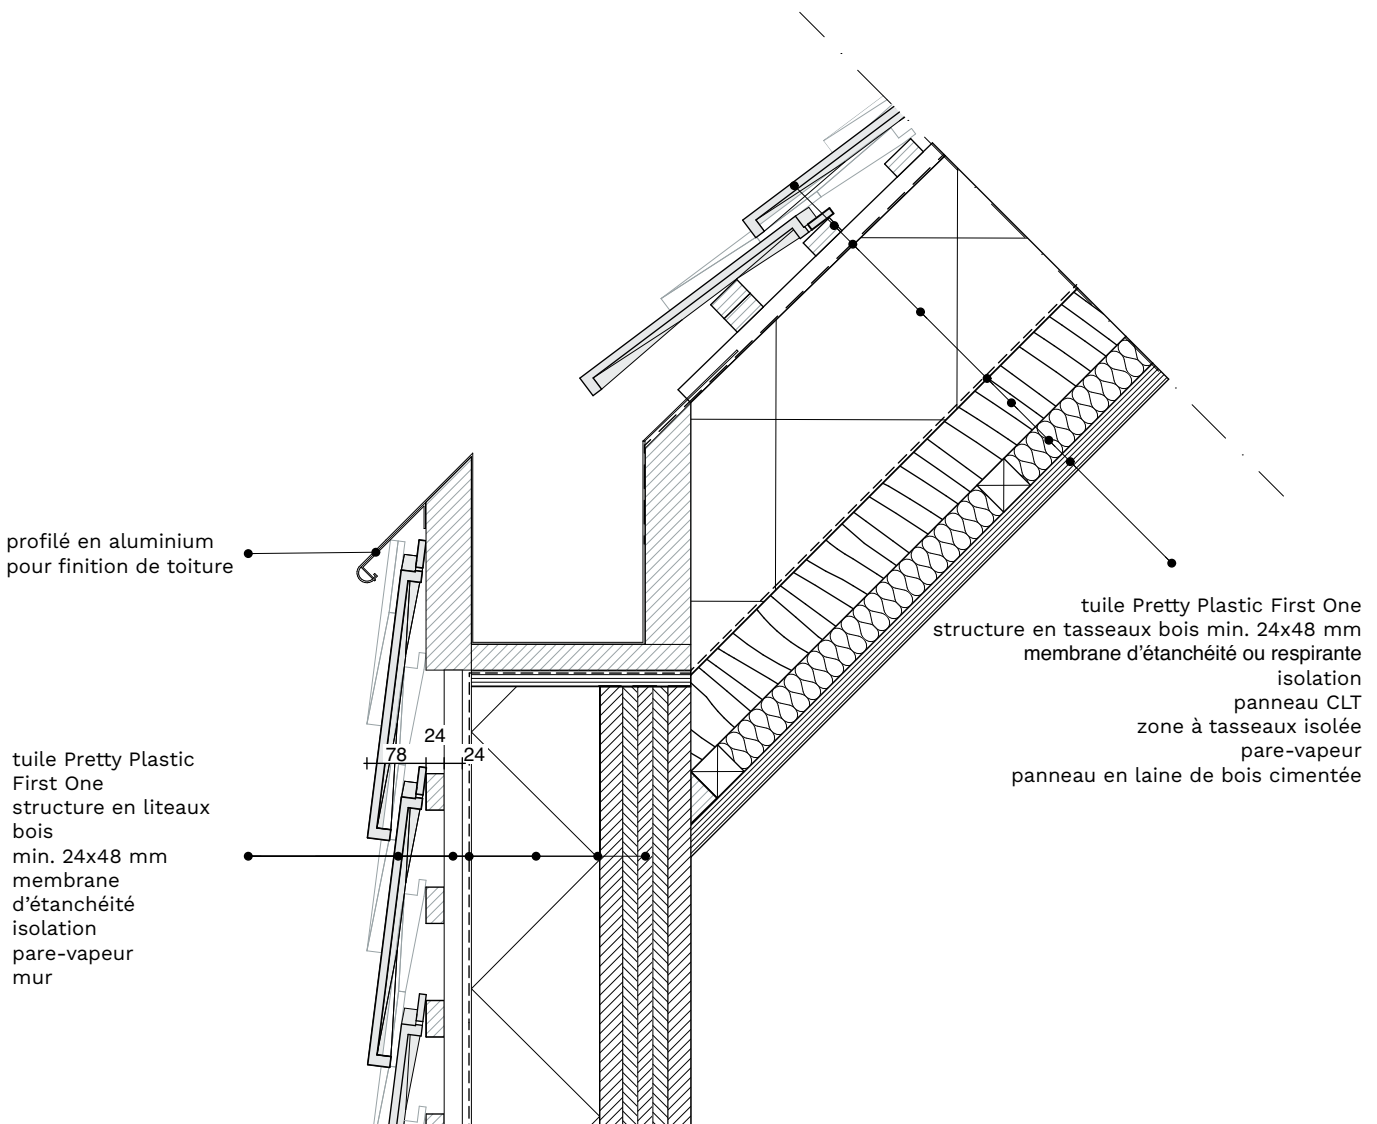 profilé en aluminium
pour finition de toiture
tuile Pretty Plastic First One
structure en tasseaux bois min. 24x48 mm
membrane d'étanchéité ou respirante
isolation
panneau CLT
zone à tasseaux isolée
pare-vapeur
panneau en laine de bois cimentée
24
78
24
tuile Pretty Plastic
First One
structure en liteaux
bois
min. 24x48 mm
membrane
d'étanchéité
isolation
pare-vapeur
mur